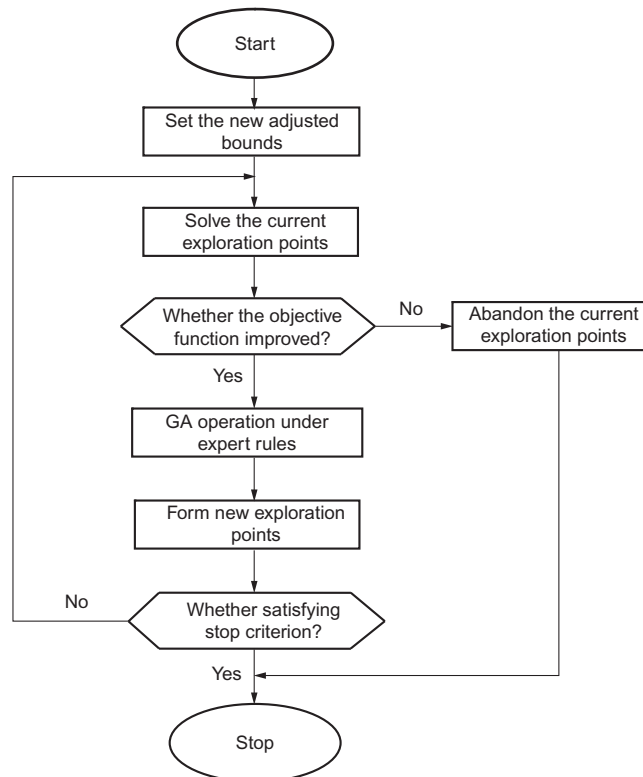 Start
Set the new adjusted
bounds
Solve the current
exploration points
Whether the objective
function improved?
No
Abandon the current
exploration points
Yes
GA operation under
expert rules
Form new exploration
points
No
Whether satisfying
stop criterion?
Yes
Stop